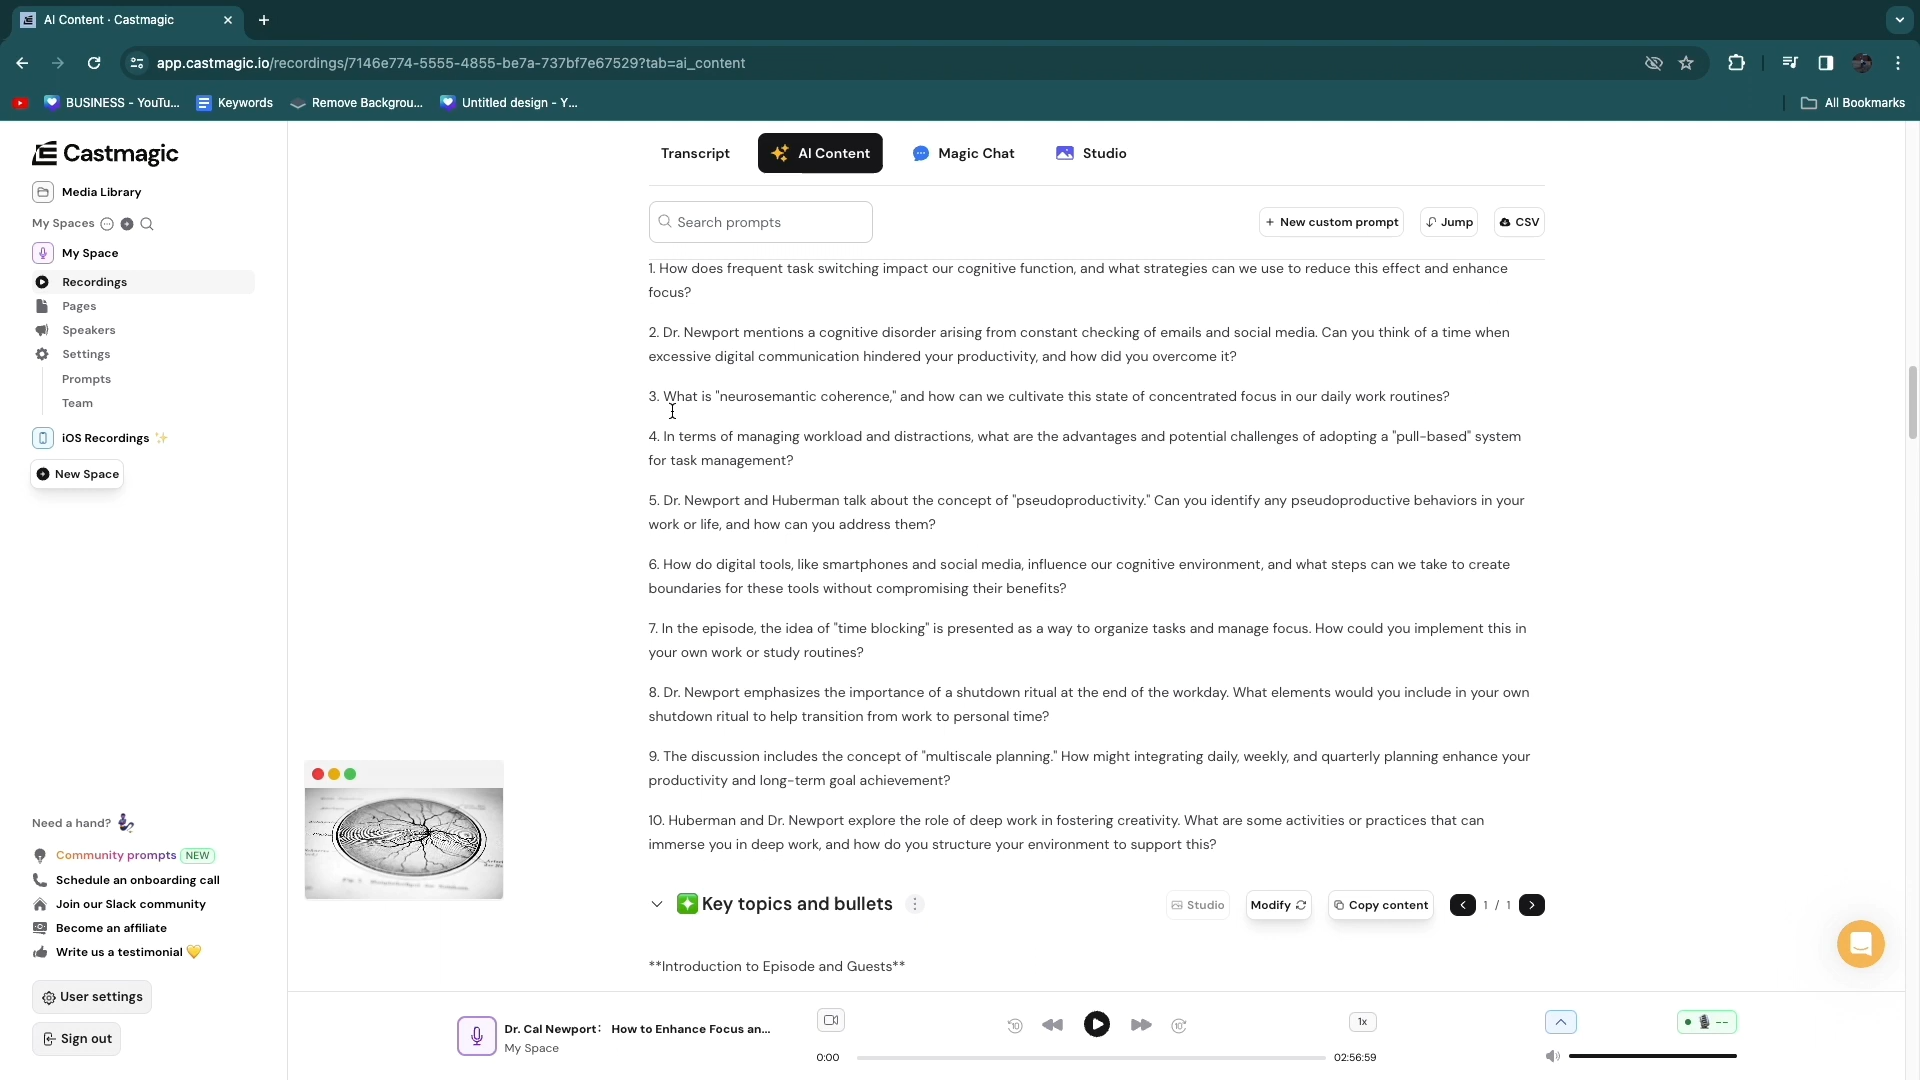 AI Content · Castmagic
app.castmagic.io/recordings/7146e774-5555-4855-be7a-737bf7e67529?tab=ai_content
BUSINESS - YouTu...
Keywords
Remove Backgrou...
Untitled design - Y...
All Bookmarks
Castmagic
Media Library
My Spaces
My Space
Recordings
Pages
Speakers
Settings
Prompts
Team
iOS Recordings
New Space
Need a hand?
Community prompts NEW
Schedule an onboarding call
Join our Slack community
Become an affiliate
Write us a testimonial
User settings
Sign out
Transcript
AI Content
Magic Chat
Studio
Search prompts
+ New custom prompt
Jump
CSV
1. How does frequent task switching impact our cognitive function, and what strategies can we use to reduce this effect and enhance
focus?
2. Dr. Newport mentions a cognitive disorder arising from constant checking of emails and social media. Can you think of a time when
excessive digital communication hindered your productivity, and how did you overcome it?
3. What is "neurosemantic coherence," and how can we cultivate this state of concentrated focus in our daily work routines?
4. In terms of managing workload and distractions, what are the advantages and potential challenges of adopting a "pull-based" system
for task management?
5. Dr. Newport and Huberman talk about the concept of "pseudoproductivity." Can you identify any pseudoproductive behaviors in your
work or life, and how can you address them?
6. How do digital tools, like smartphones and social media, influence our cognitive environment, and what steps can we take to create
boundaries for these tools without compromising their benefits?
7. In the episode, the idea of "time blocking" is presented as a way to organize tasks and manage focus. How could you implement this in
your own work or study routines?
8. Dr. Newport emphasizes the importance of a shutdown ritual at the end of the workday. What elements would you include in your own
shutdown ritual to help transition from work to personal time?
9. The discussion includes the concept of "multiscale planning." How might integrating daily, weekly, and quarterly planning enhance your
productivity and long-term goal achievement?
10. Huberman and Dr. Newport explore the role of deep work in fostering creativity. What are some activities or practices that can
immerse you in deep work, and how do you structure your environment to support this?
Key topics and bullets
Studio
Modify
Copy content
1 / 1
**Introduction to Episode and Guests**
Dr. Cal Newport: How to Enhance Focus an...
My Space
10
10
1x
0:00
02:56:59
--